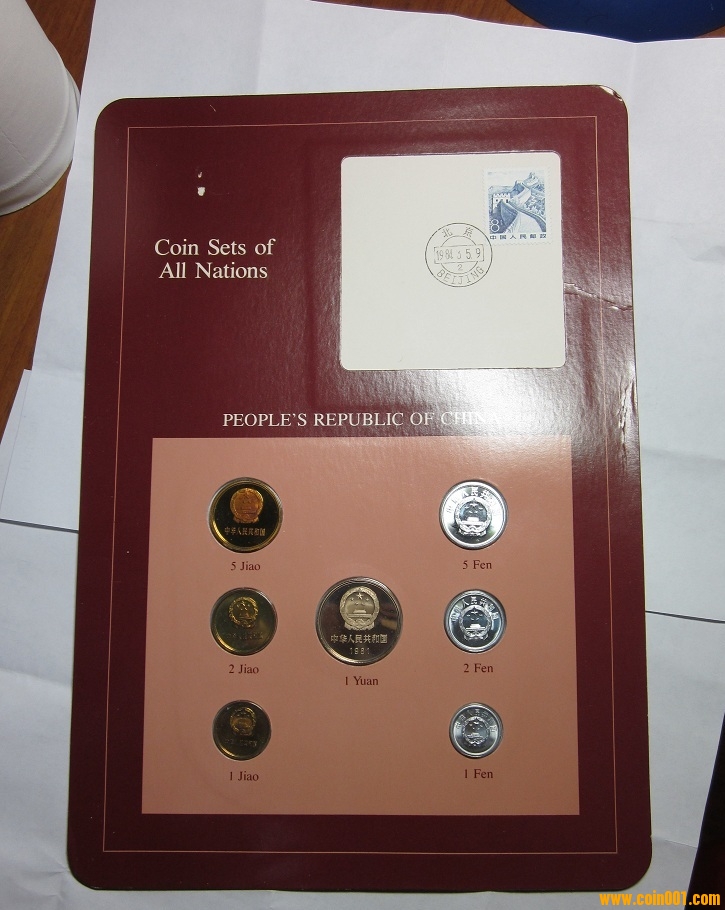 Coin Sets of
All Nations
8
中国人民邮政
北京
1984.3.5.9
2
BEIJING
PEOPLE'S REPUBLIC OF CHINA
中华人民共和国
5 Jiao
5 Fen
2 Jiao
中华人民共和国
1981
1 Yuan
2 Fen
1 Jiao
1 Fen
www.coin001.com